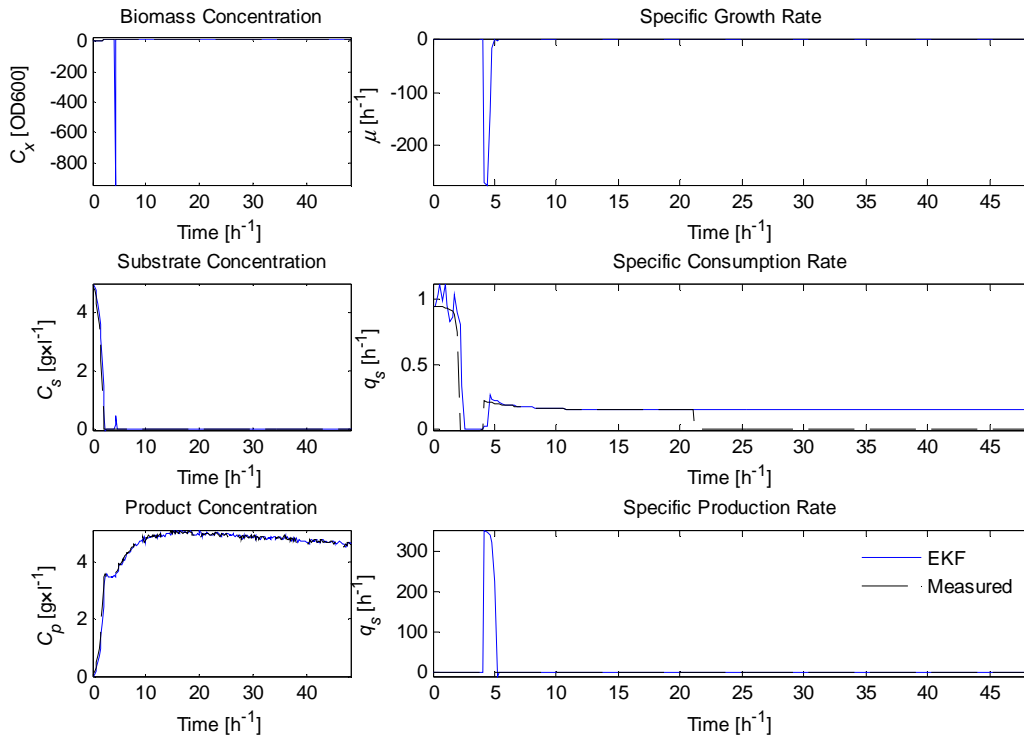 Biomass Concentration
Specific Growth Rate
0
-200
-400
-600
-800
C_x [OD600]
0 10 20 30 40
Time [h⁻¹]
0
-100
-200
μ [h⁻¹]
0 5 10 15 20 25 30 35 40 45
Time [h⁻¹]
Substrate Concentration
Specific Consumption Rate
4
2
0
C_s [g×l⁻¹]
0 10 20 30 40
Time [h⁻¹]
1
0.5
0
q_s [h⁻¹]
0 5 10 15 20 25 30 35 40 45
Time [h⁻¹]
Product Concentration
Specific Production Rate
4
2
0
C_p [g×l⁻¹]
0 10 20 30 40
Time [h⁻¹]
300
200
100
0
q_s [h⁻¹]
EKF
Measured
0 5 10 15 20 25 30 35 40 45
Time [h⁻¹]